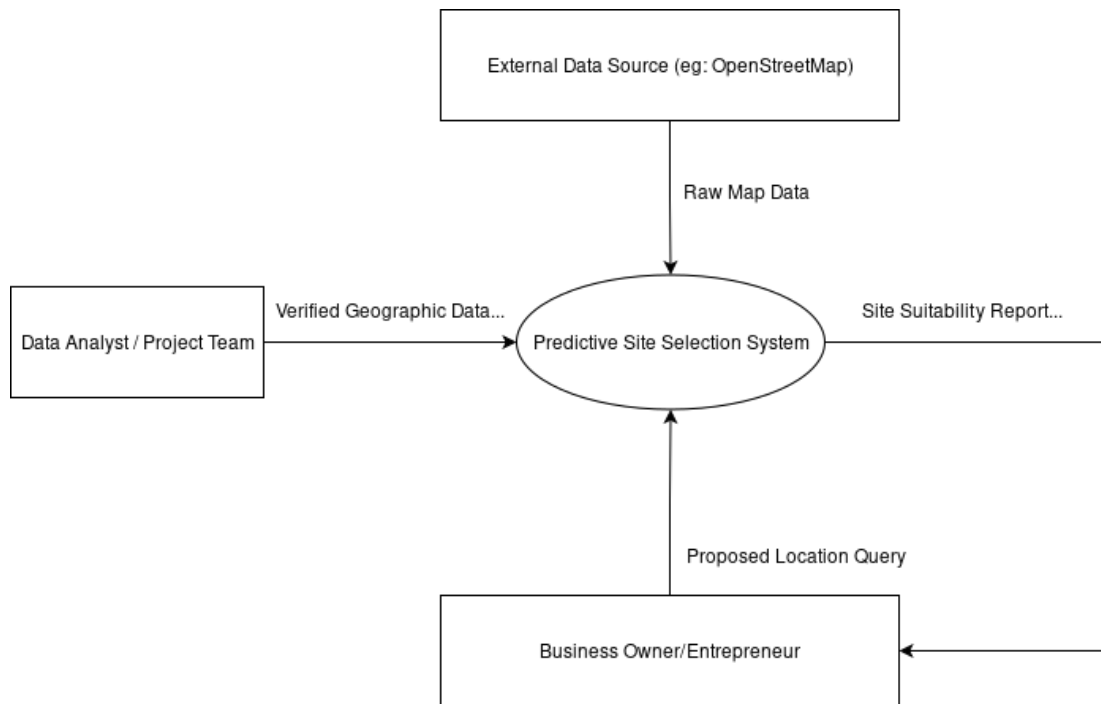 External Data Source (eg: OpenStreetMap)
Raw Map Data
Verified Geographic Data...
Site Suitability Report...
Data Analyst / Project Team
Predictive Site Selection System
Proposed Location Query
Business Owner/Entrepreneur